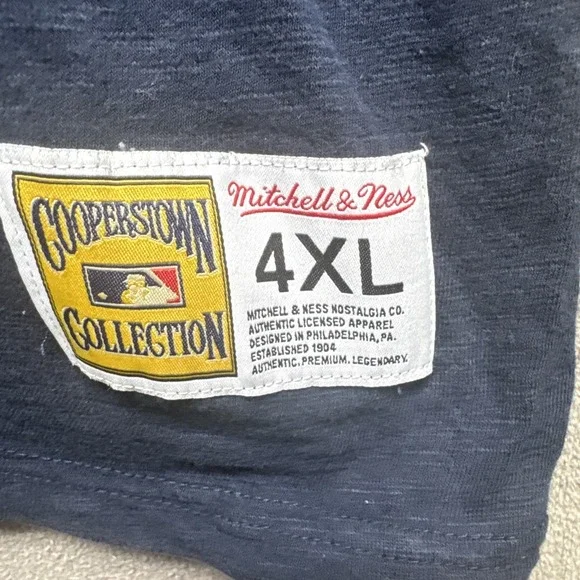 COOPERSTOWN
COLLECTION
Mitchell & Ness
4XL
MITCHELL & NESS NOSTALGIA CO.
AUTHENTIC LICENSED APPAREL
DESIGNED IN PHILADELPHIA, PA.
ESTABLISHED 1904
AUTHENTIC. PREMIUM. LEGENDARY.